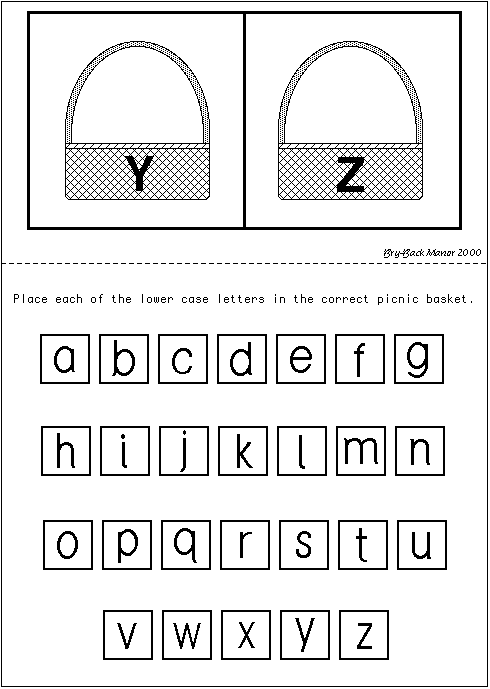 Y Z
Bry-Back Manor 2000
Place each of the lower case letters in the correct picnic basket.
a b c d e f g
h i j k l m n
o p q r s t u
v w x y z